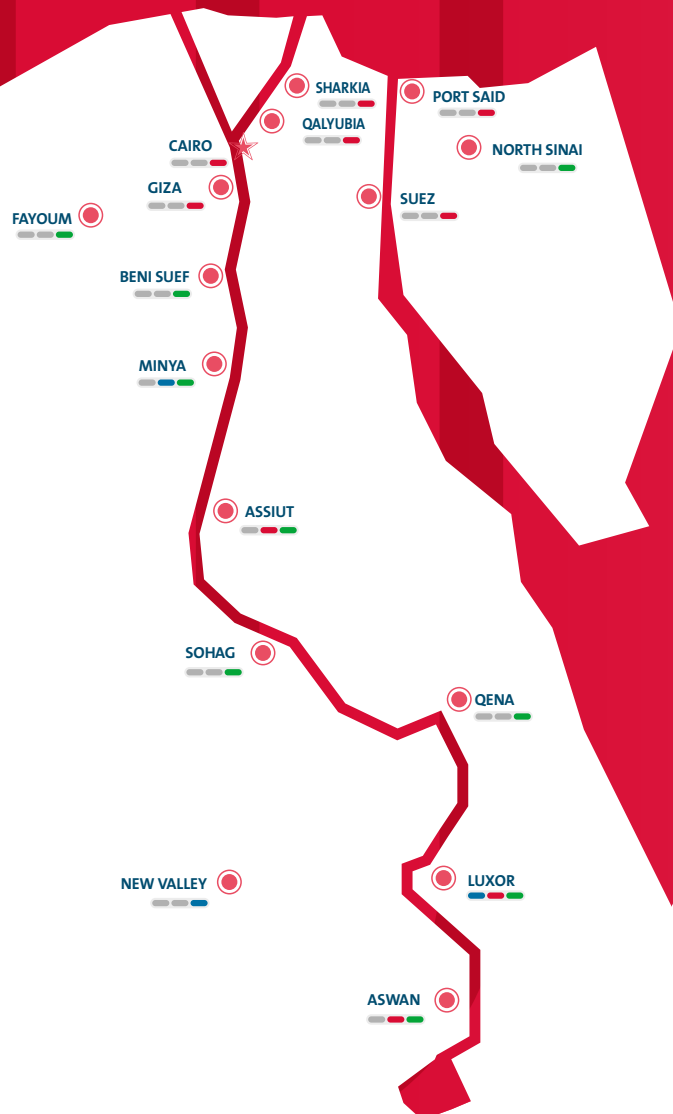 SHARKIA
PORT SAID
QALYUBIA
CAIRO
NORTH SINAI
GIZA
SUEZ
FAYOUM
BENI SUEF
MINYA
ASSIUT
SOHAG
QENA
NEW VALLEY
LUXOR
ASWAN